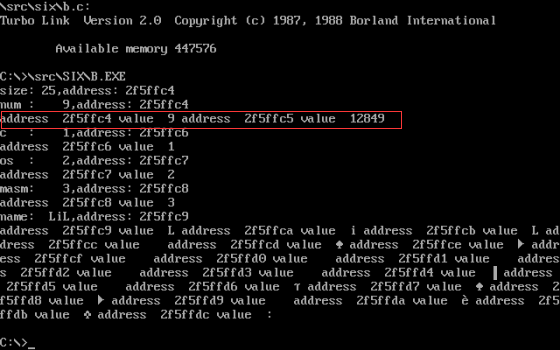 \src\six\b.c:
Turbo Link  Version 2.0  Copyright (c) 1987, 1988 Borland International
Available memory 447576
C:\>\src\SIX\B.EXE
size: 25,address: 2f5ffc4
num :    9,address: 2f5ffc4
address  2f5ffc4 value  9 address  2f5ffc5 value  12849
c   :    1,address: 2f5ffc6
address  2f5ffc6 value  1
os  :    2,address: 2f5ffc7
address  2f5ffc7 value  2
masm:    3,address: 2f5ffc8
address  2f5ffc8 value  3
name:  LiL,address: 2f5ffc9
address  2f5ffc9 value  L address  2f5ffca value  i address  2f5ffcb value  L ad
dress  2f5ffcc value    address  2f5ffcd value  ♠ address  2f5ffce value  ► addr
ess  2f5ffcf value    address  2f5ffd0 value    address  2f5ffd1 value    addres
s  2f5ffd2 value    address  2f5ffd3 value    address  2f5ffd4 value  ▌ address
 2f5ffd5 value    address  2f5ffd6 value  τ address  2f5ffd7 value  ♠ address  2
f5ffd8 value  ► address  2f5ffd9 value    address  2f5ffda value  è address  2f5
ffdb value  ♣ address  2f5ffdc value  :
C:\>_